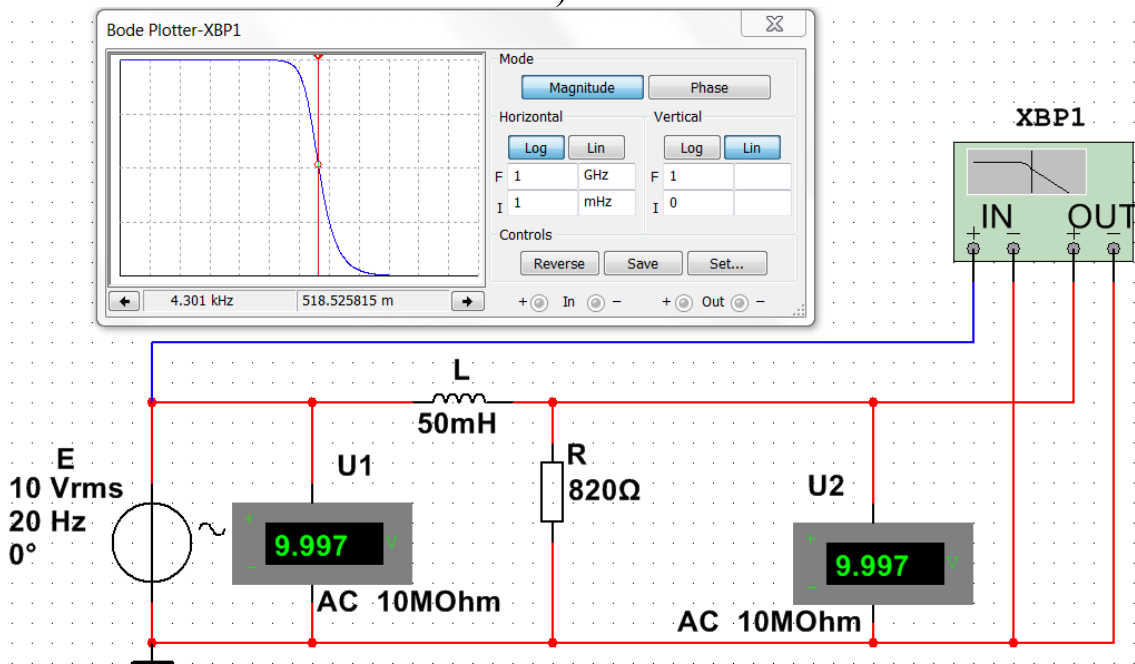 )
Bode Plotter-XBP1
Mode
Magnitude Phase
Horizontal Vertical
Log Lin Log Lin
F 1 GHz F 1
I 1 mHz I 0
Controls
Reverse Save Set...
4.301 kHz 518.525815 m
+ In - + Out -
XBP1
IN OUT
+ - + -
L
50mH
E
10 Vrms
20 Hz
0°
U1
+
9.997 V
-
AC 10MOhm
R
820Ω
U2
+
9.997 V
-
AC 10MOhm